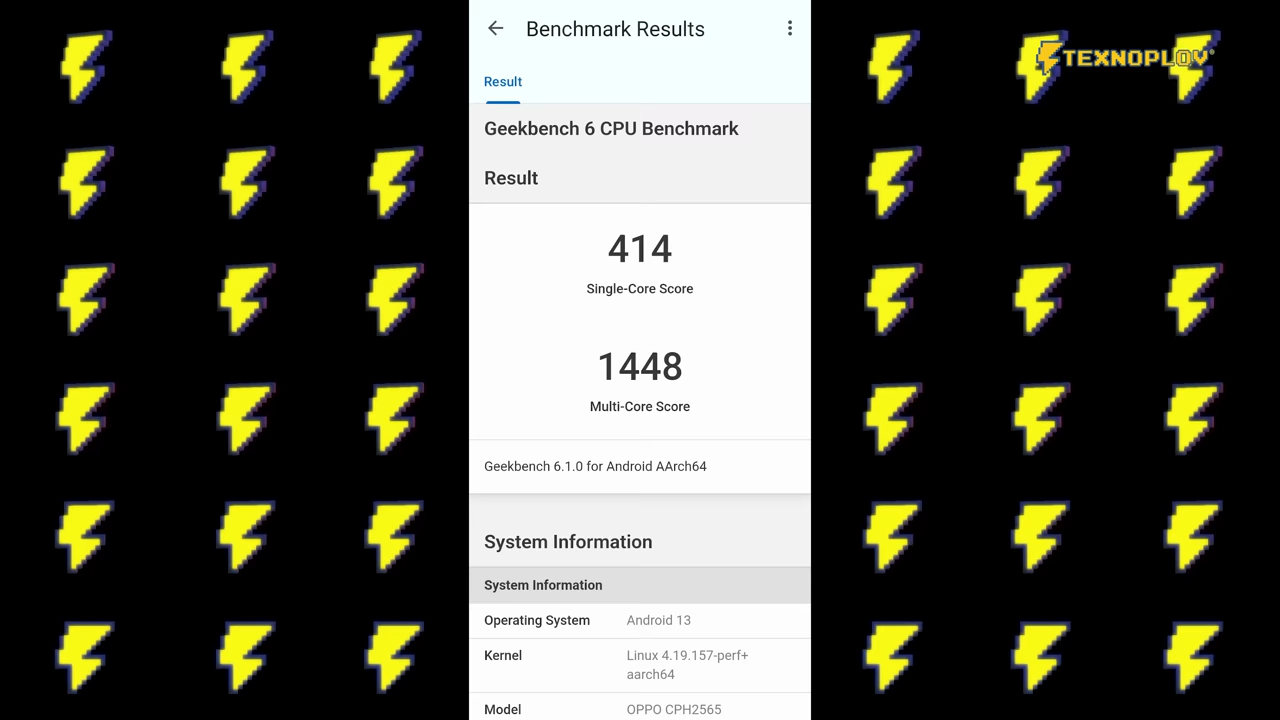 Benchmark Results
TEXNOPLOV
Result
Geekbench 6 CPU Benchmark
Result
414
Single-Core Score
1448
Multi-Core Score
Geekbench 6.1.0 for Android AArch64
System Information
System Information
Operating System Android 13
Kernel Linux 4.19.157-perf+
aarch64
Model OPPO CPH2565